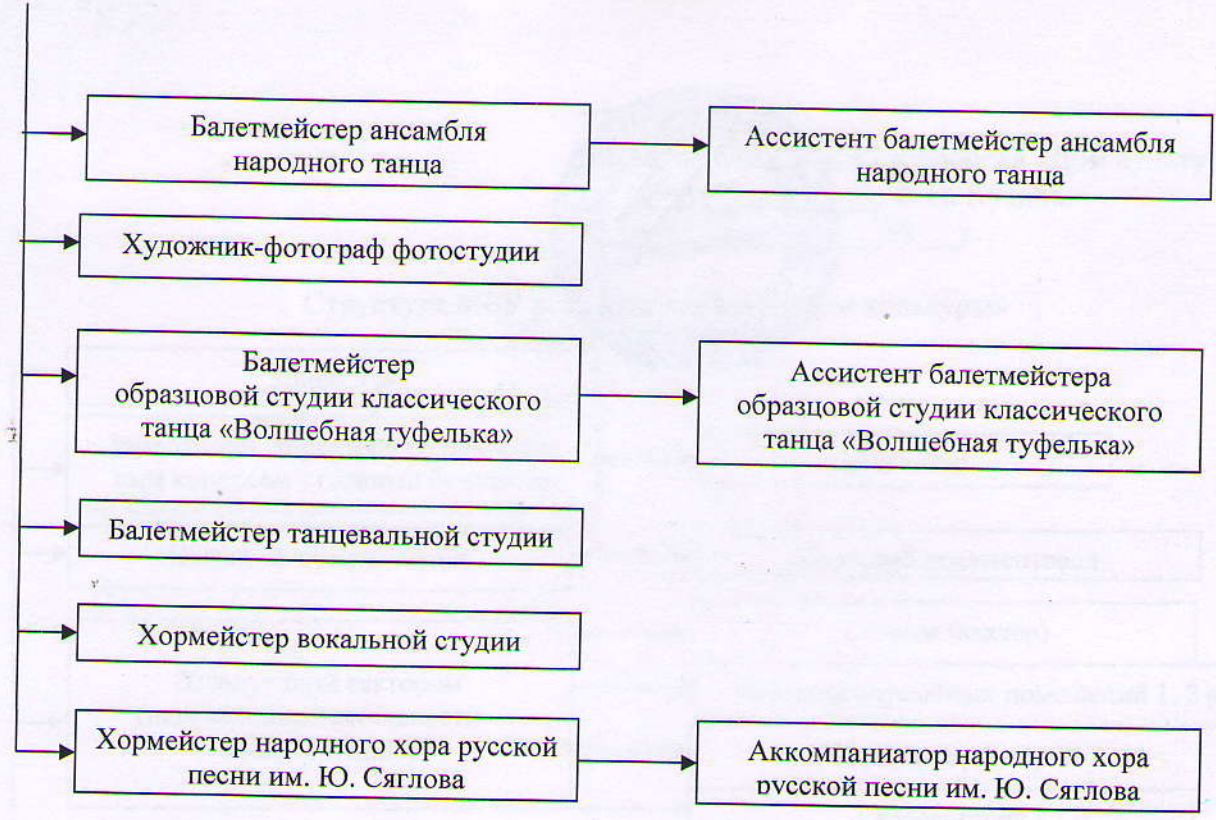 Балетмейстер ансамбля
народного танца
Ассистент балетмейстер ансамбля
народного танца
Художник-фотограф фотостудии
Балетмейстер
образцовой студии классического
танца «Волшебная туфелька»
Ассистент балетмейстера
образцовой студии классического
танца «Волшебная туфелька»
Балетмейстер танцевальной студии
Хормейстер вокальной студии
Хормейстер народного хора русской
песни им. Ю. Сяглова
Аккомпаниатор народного хора
русской песни им. Ю. Сяглова